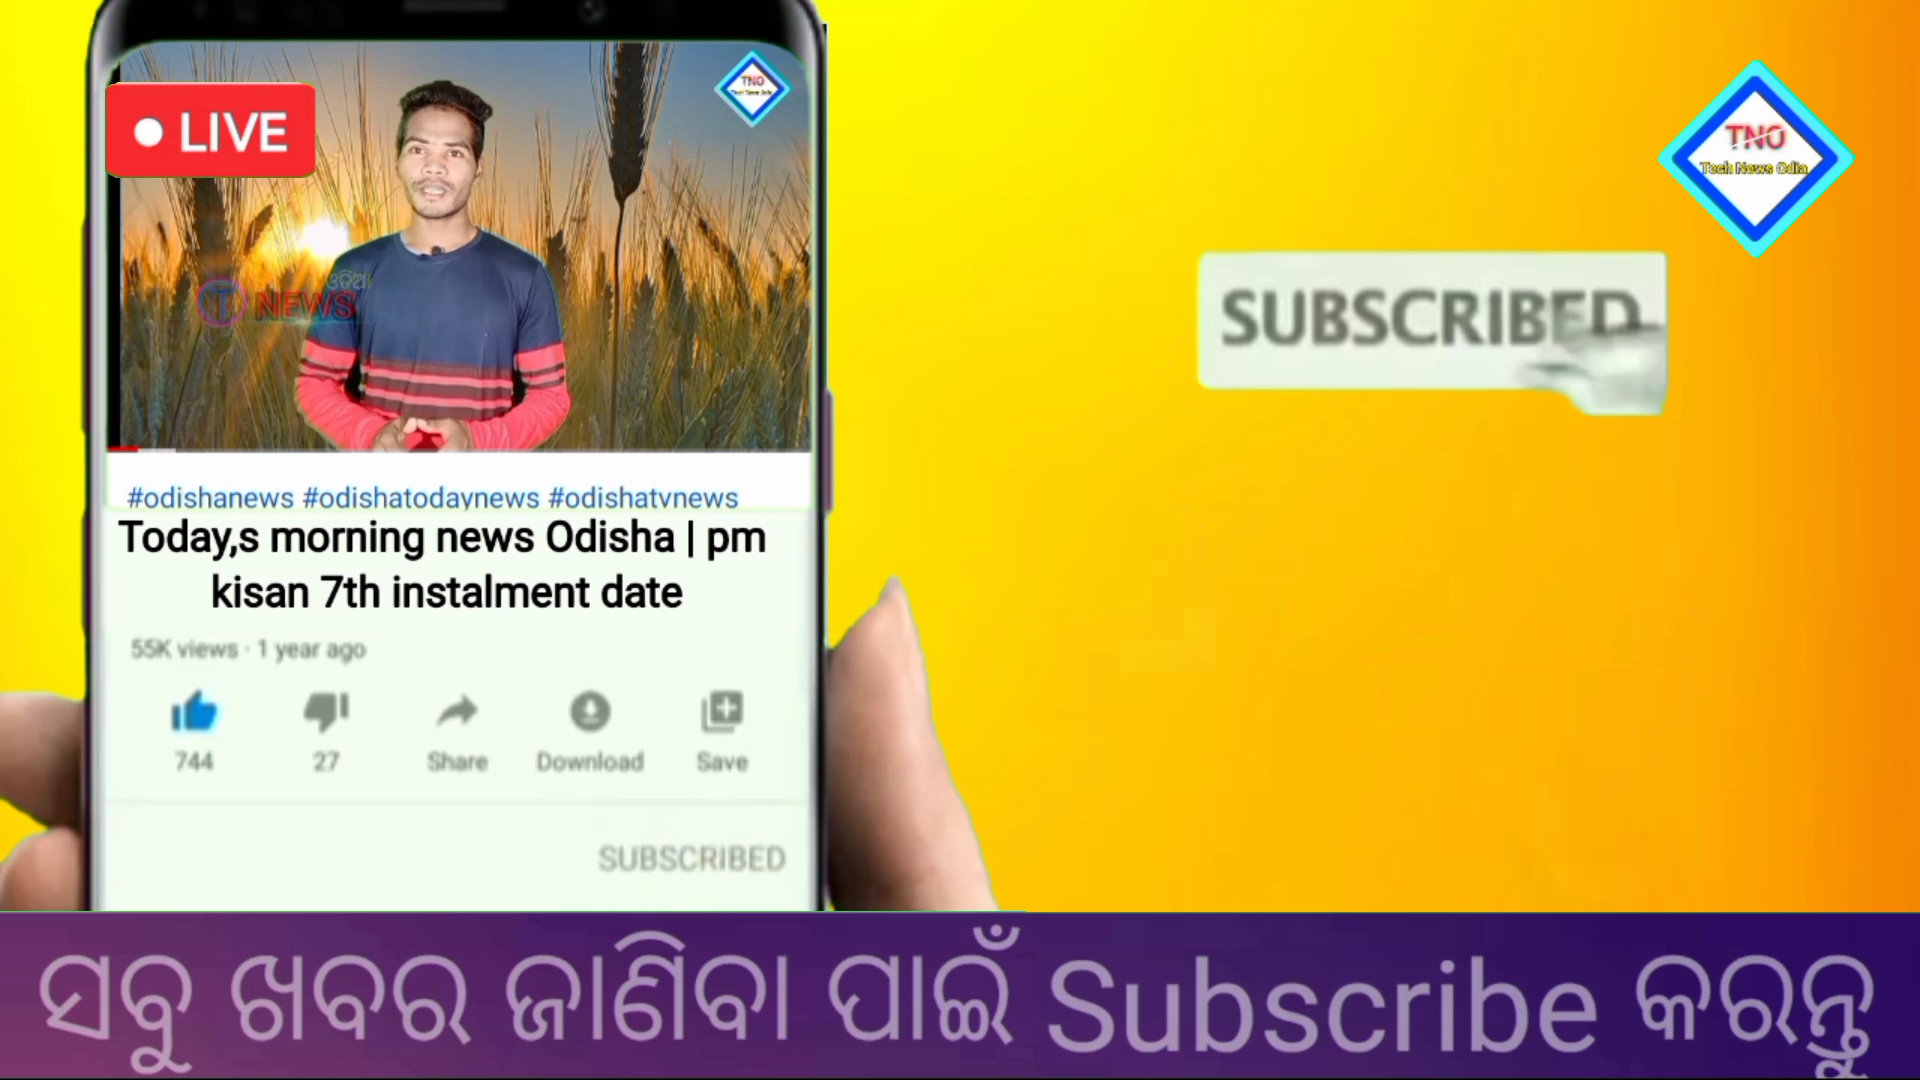 LIVE
TNO
ଓଡ଼ିଆ
T NEWS
#odishanews #odishatodaynews #odishatvnews
Today,s morning news Odisha | pm
kisan 7th instalment date
55K views · 1 year ago
744
27
Share
Download
Save
SUBSCRIBED
TNO
Tech News Odia
SUBSCRIBED
ସବୁ ଖବର ଜାଣିବା ପାଇଁ Subscribe କରନ୍ତୁ